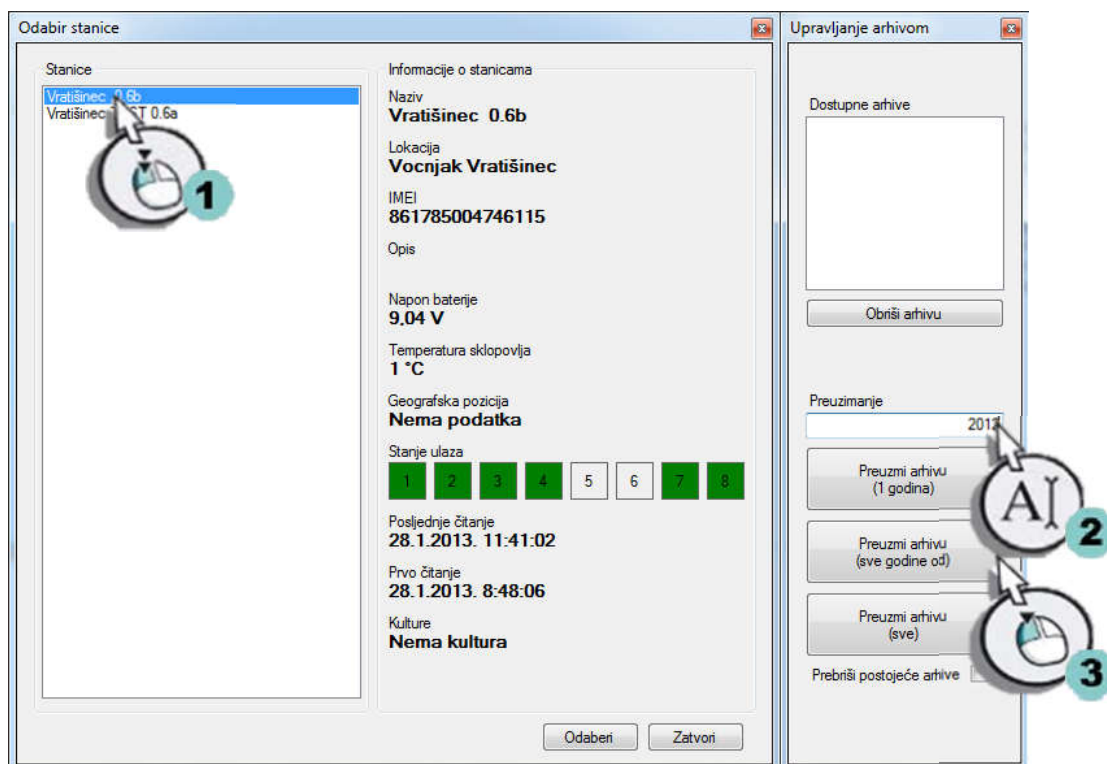 Odabir stanice
Stanice
Vratišinec 0.6b
Vratišinec 0.6a
1
Informacije o stanicama
Naziv
Vratišinec 0.6b
Lokacija
Vocnjak Vratišinec
IMEI
861785004746115
Opis
Napon baterije
9,04 V
Temperatura sklopovlja
1 °C
Geografska pozicija
Nema podatka
Stanje ulaza
1 2 3 4 5 6 7 8
Posljednje čitanje
28.1.2013. 11:41:02
Prvo čitanje
28.1.2013. 8:48:06
Kulture
Nema kultura
Odaberi Zatvori
Upravljanje arhivom
Dostupne arhive
Obriši arhivu
Preuzimanje
2013
Preuzmi arhivu
(1 godina)
A
2
Preuzmi arhivu
(sve godine od)
Preuzmi arhivu
(sve)
3
Prebriši postojeće arhive